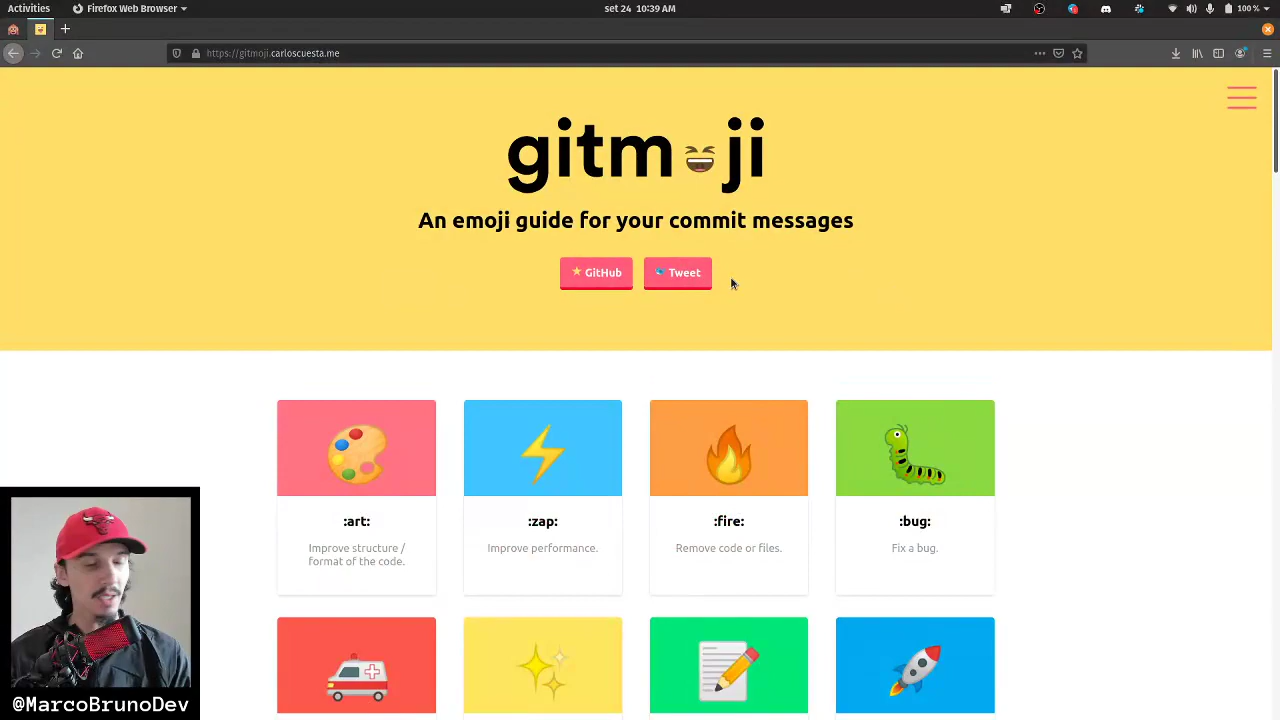 Activities
Firefox Web Browser
set 24 10:39 AM
100 %
https://gitmoji.carloscuesta.me
gitmoji
An emoji guide for your commit messages
GitHub
Tweet
:art:
Improve structure /
format of the code.
:zap:
Improve performance.
:fire:
Remove code or files.
:bug:
Fix a bug.
@MarcoBrunoDev